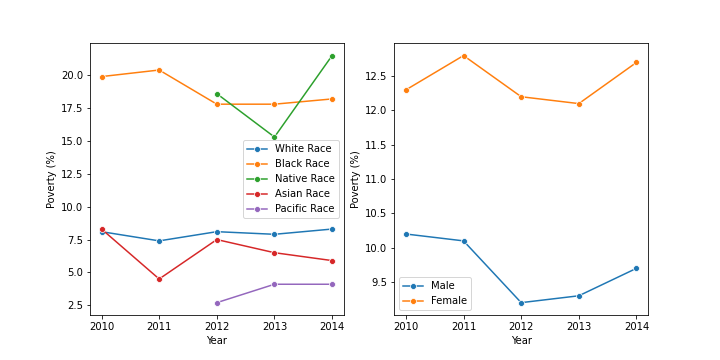 20.0
17.5
15.0
12.5
10.0
7.5
5.0
2.5
Poverty (%)
White Race
Black Race
Native Race
Asian Race
Pacific Race
2010 2011 2012 2013 2014
Year
12.5
12.0
11.5
11.0
10.5
10.0
9.5
Poverty (%)
Male
Female
2010 2011 2012 2013 2014
Year